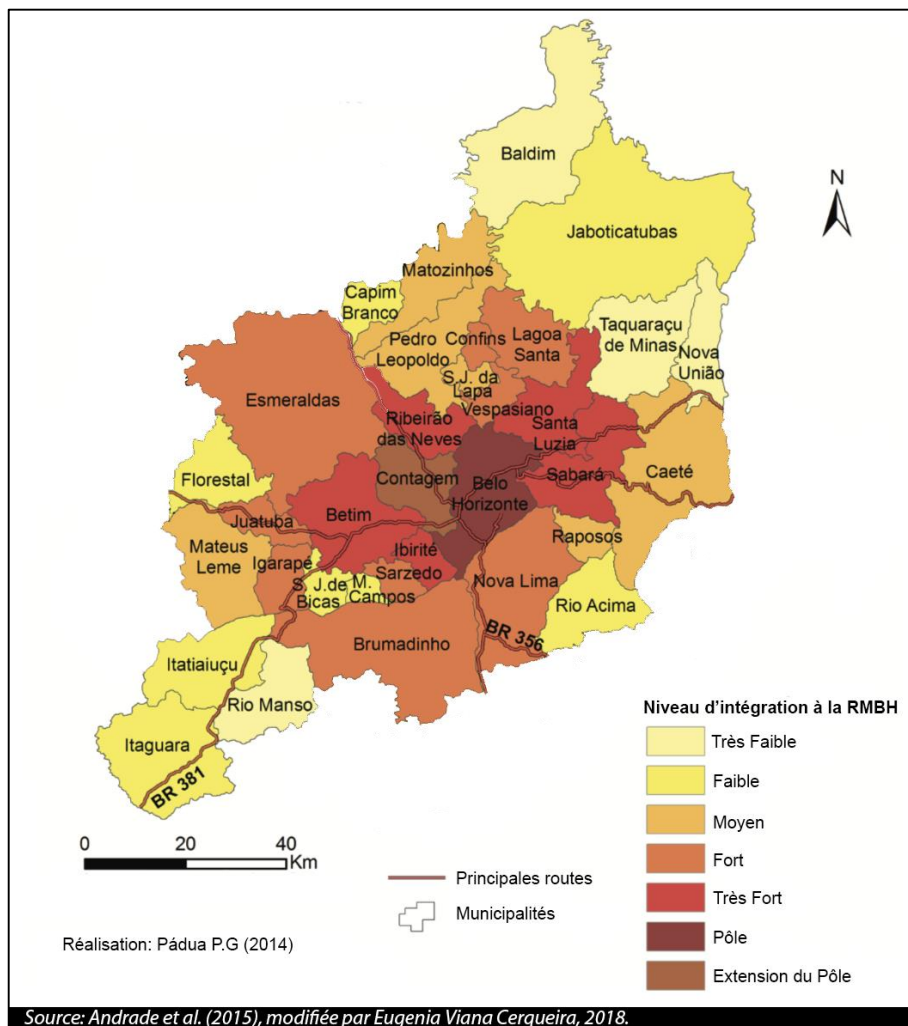 Baldim
N
Jaboticatubas
Matozinhos
Capim
Branco
Taquaraçu
de Minas
Nova
União
Pedro
Leopoldo
Confins
Lagoa
Santa
S.J. da
Lapa
Vespasiano
Esmeraldas
Ribeirão
das Neves
Santa
Luzia
Contagem
Belo
Horizonte
Sabará
Caeté
Florestal
Juatuba
Betim
Mateus
Leme
Igarapé
Ibirité
Raposos
S. J. de
Bicas
M.
Campos
Sarzedo
Nova Lima
Rio Acima
Brumadinho
BR 356
Itatiaiuçu
Rio Manso
Itaguara
BR 381
Niveau d'intégration à la RMBH
Très Faible
Faible
Moyen
Fort
Très Fort
Pôle
Extension du Pôle
0 20 40
Km
Principales routes
Municipalités
Réalisation: Pádua P.G (2014)
Source: Andrade et al. (2015), modifiée par Eugenia Viana Cerqueira, 2018.